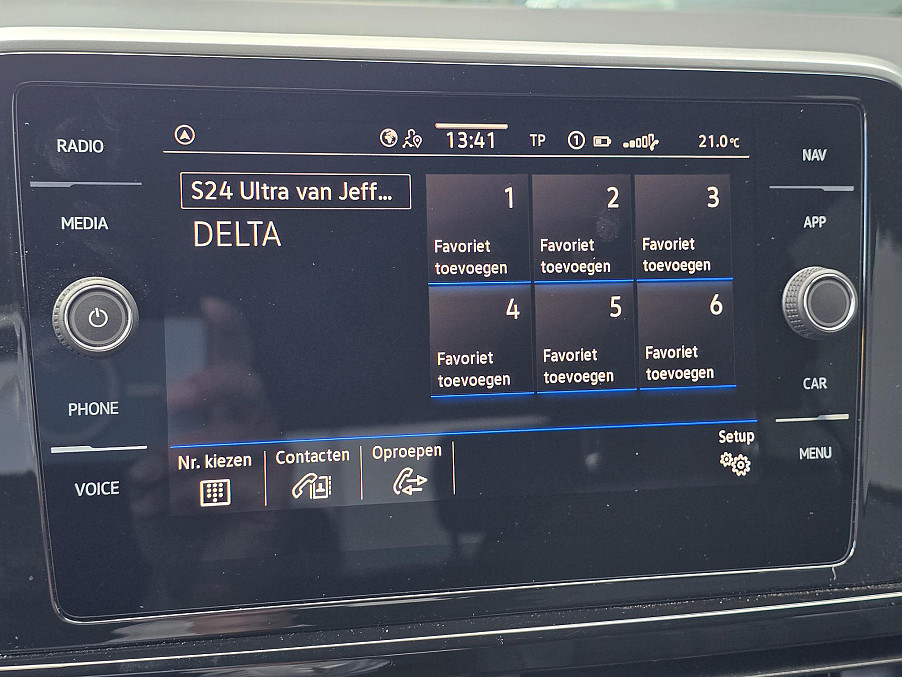 RADIO
MEDIA
PHONE
VOICE
13:41
TP
1
21.0°C
S24 Ultra van Jeff...
DELTA
1
Favoriet
toevoegen
2
Favoriet
toevoegen
3
Favoriet
toevoegen
4
Favoriet
toevoegen
5
Favoriet
toevoegen
6
Favoriet
toevoegen
Nr. kiezen
Contacten
Oproepen
Setup
NAV
APP
CAR
MENU